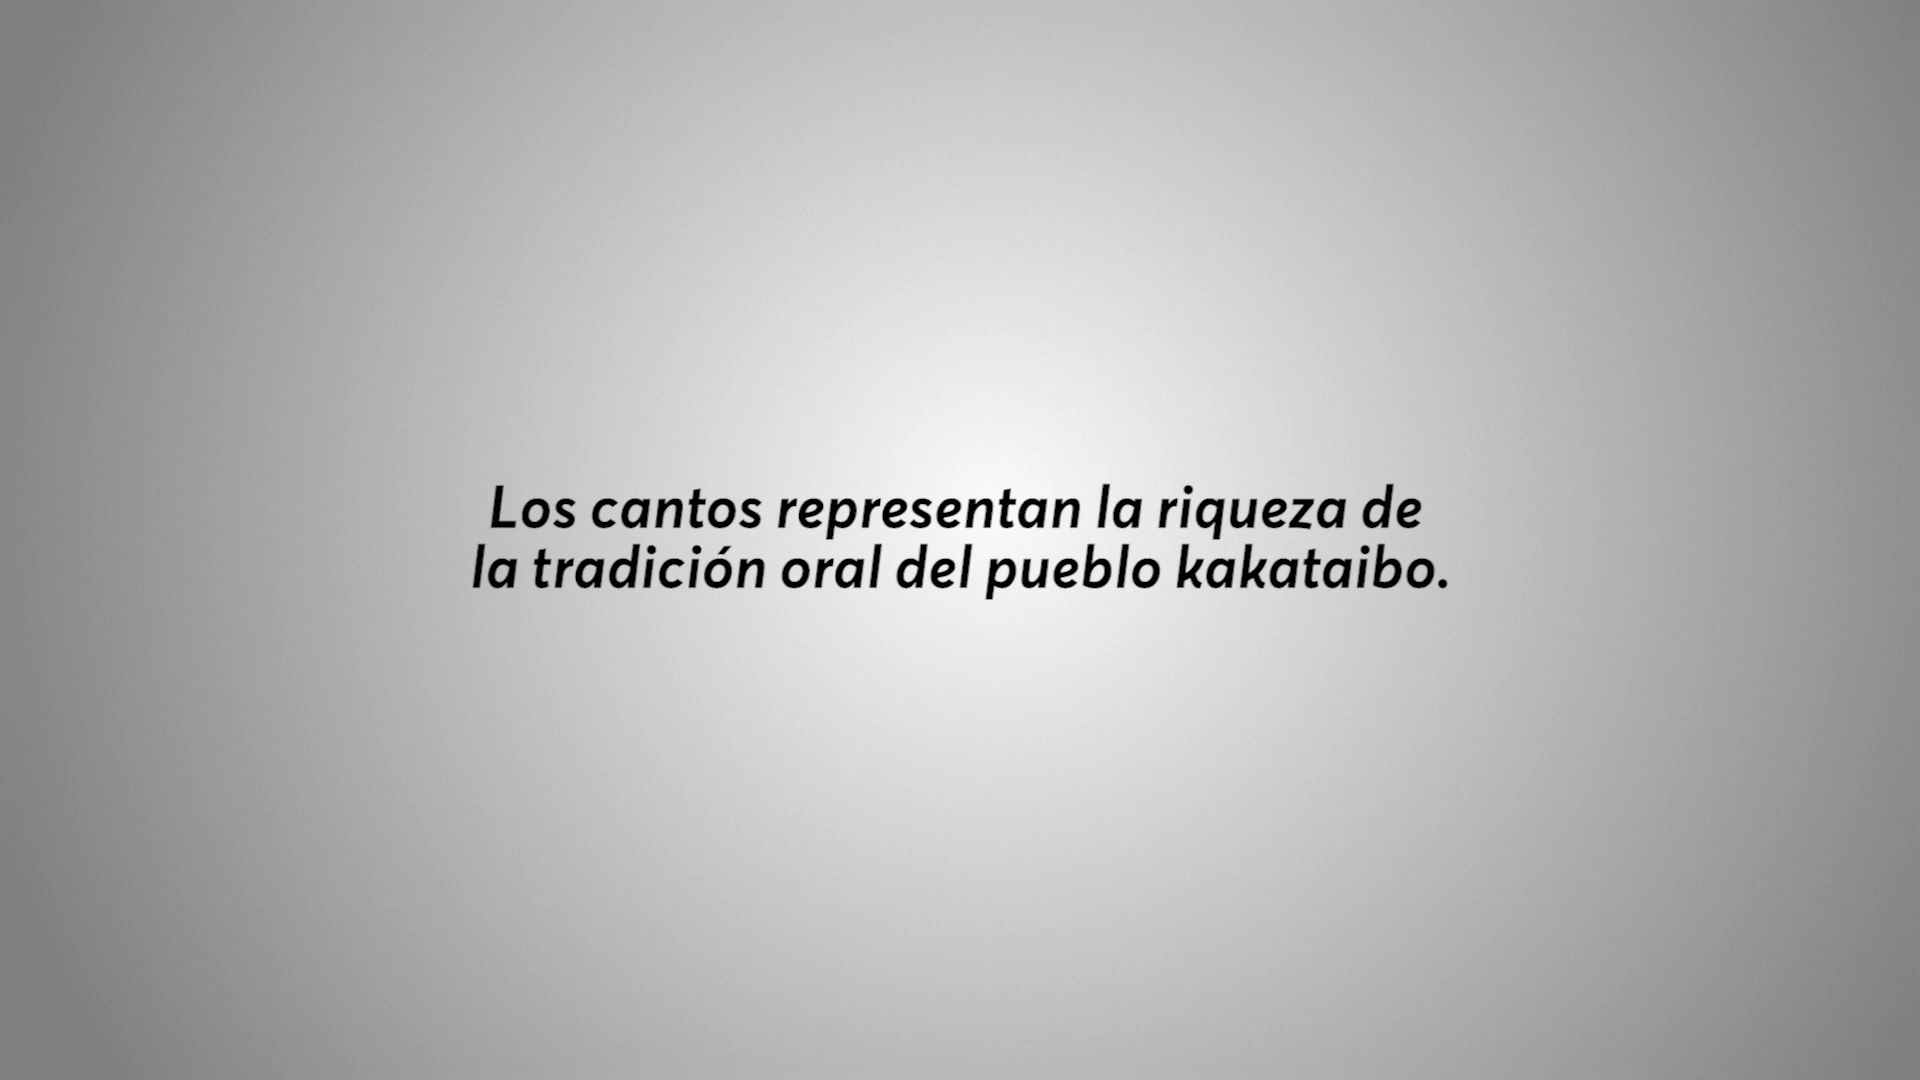 Los cantos representan la riqueza de
la tradición oral del pueblo kakataibo.